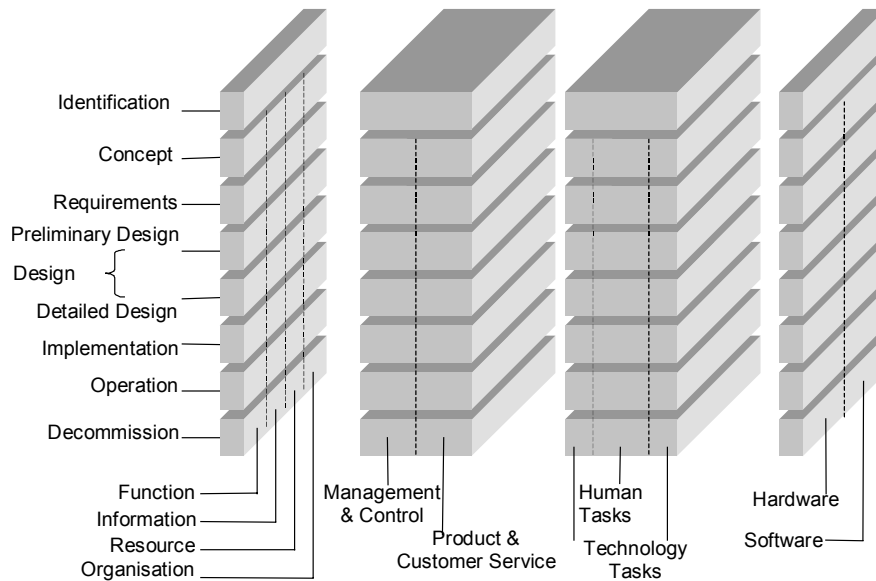 Identification
Concept
Requirements
Preliminary Design
Design
Detailed Design
Implementation
Operation
Decommission
Function
Information
Resource
Organisation
Management
& Control
Product &
Customer Service
Human
Tasks
Technology
Tasks
Hardware
Software